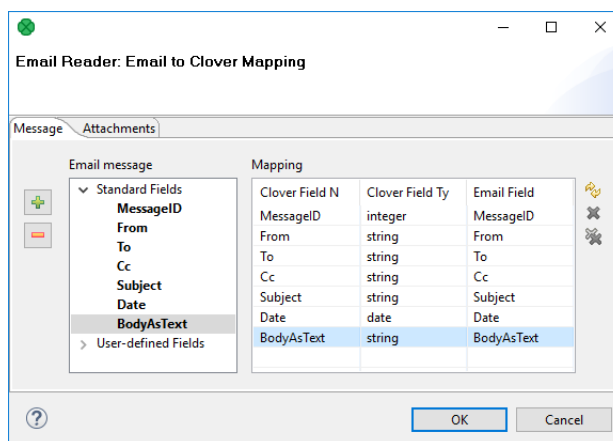 Email Reader: Email to Clover Mapping
Message Attachments
Email message
Standard Fields
MessageID
From
To
Cc
Subject
Date
BodyAsText
User-defined Fields
Mapping
Clover Field N Clover Field Ty Email Field
MessageID integer MessageID
From string From
To string To
Cc string Cc
Subject string Subject
Date date Date
BodyAsText string BodyAsText
?
OK Cancel